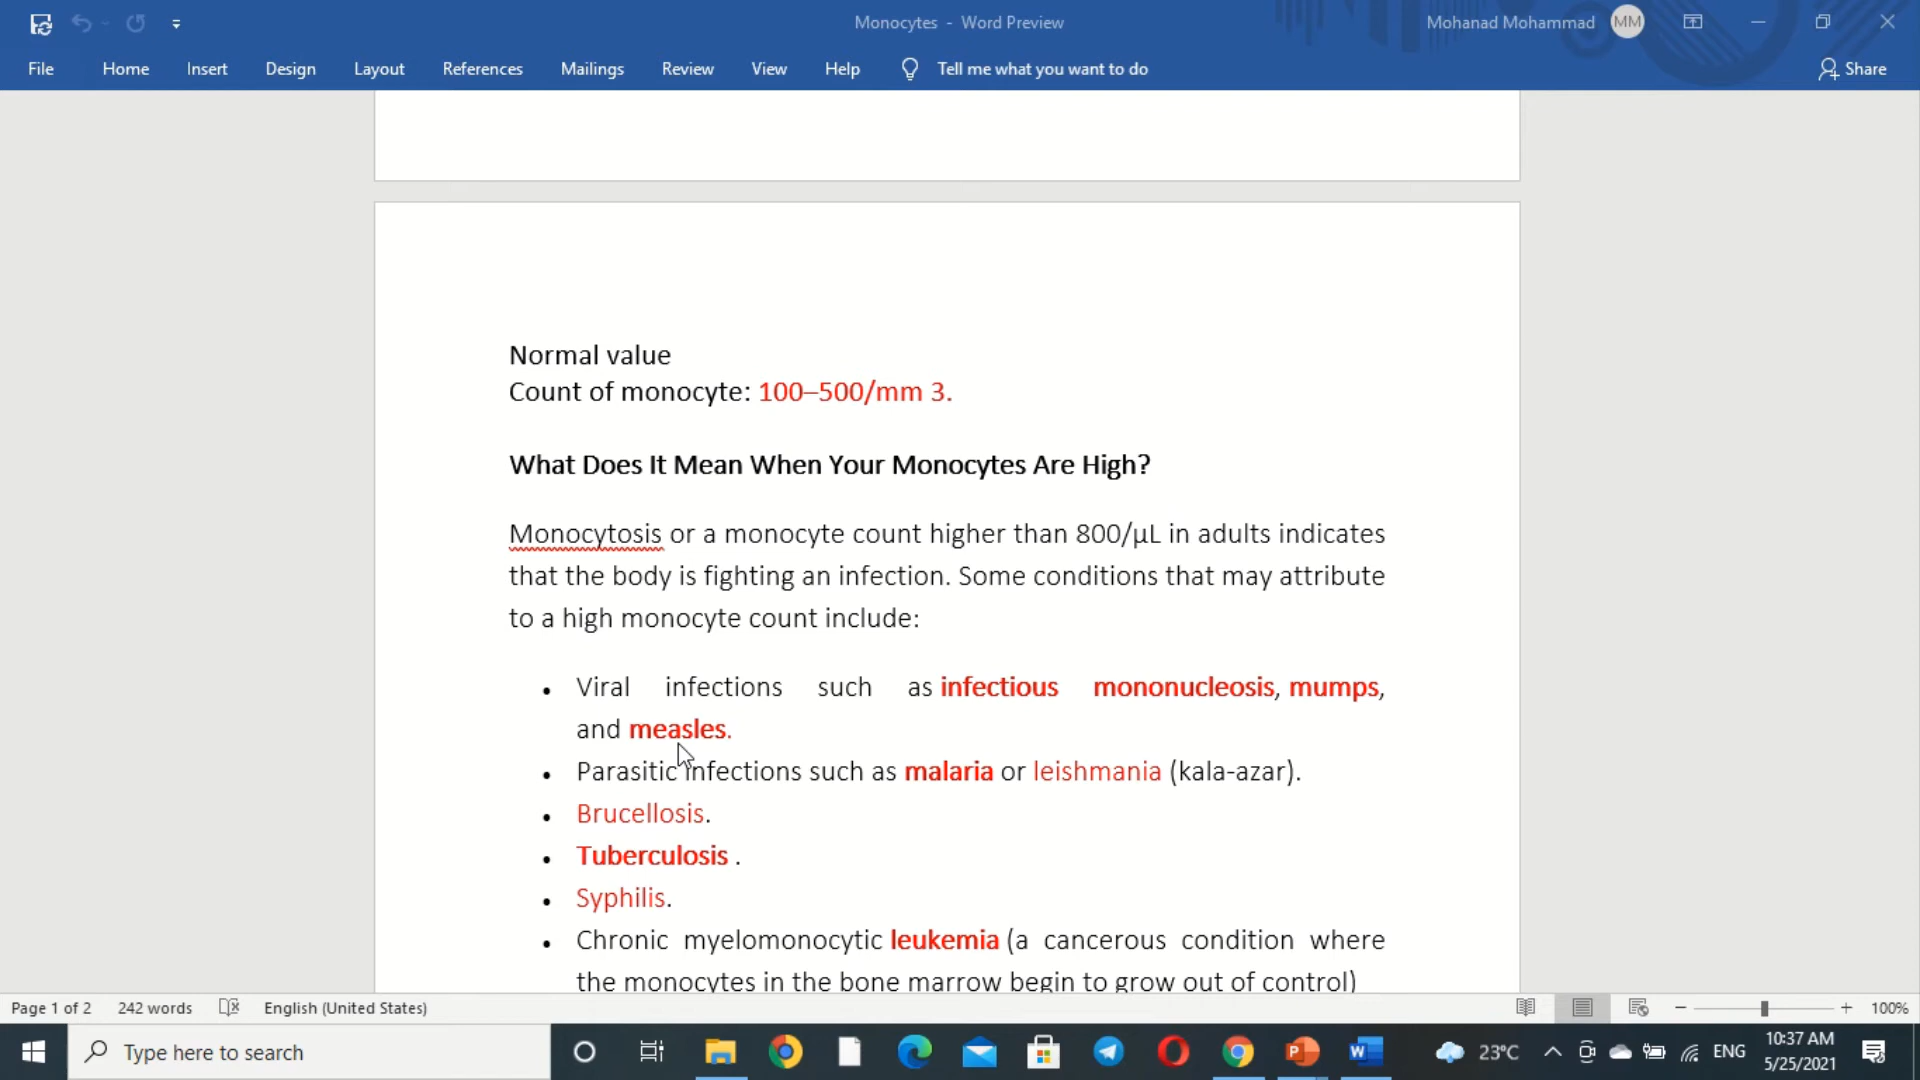 Monocytes - Word Preview
Mohanad Mohammad
MM
File Home Insert Design Layout References Mailings Review View Help Tell me what you want to do
Share
Normal value
Count of monocyte: 100–500/mm 3.
What Does It Mean When Your Monocytes Are High?
Monocytosis or a monocyte count higher than 800/µL in adults indicates
that the body is fighting an infection. Some conditions that may attribute
to a high monocyte count include:
• Viral infections such as infectious mononucleosis, mumps,
and measles.
• Parasitic infections such as malaria or leishmania (kala-azar).
• Brucellosis.
• Tuberculosis .
• Syphilis.
• Chronic myelomonocytic leukemia (a cancerous condition where
the monocytes in the bone marrow begin to grow out of control)
Page 1 of 2 242 words English (United States)
100%
Type here to search
23°C
ENG
10:37 AM
5/25/2021